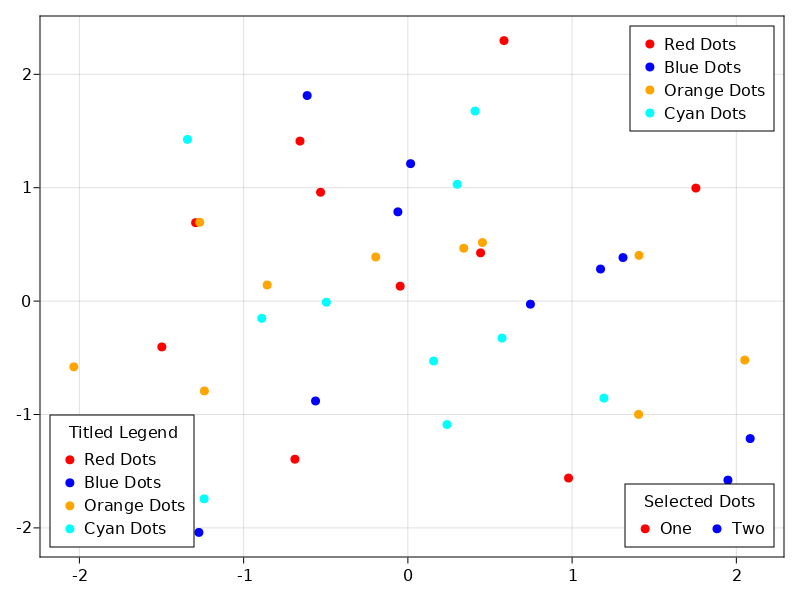 2
1
0
-1
-2
Red Dots
Blue Dots
Orange Dots
Cyan Dots
Titled Legend
Red Dots
Blue Dots
Orange Dots
Cyan Dots
Selected Dots
One Two
-2 -1 0 1 2